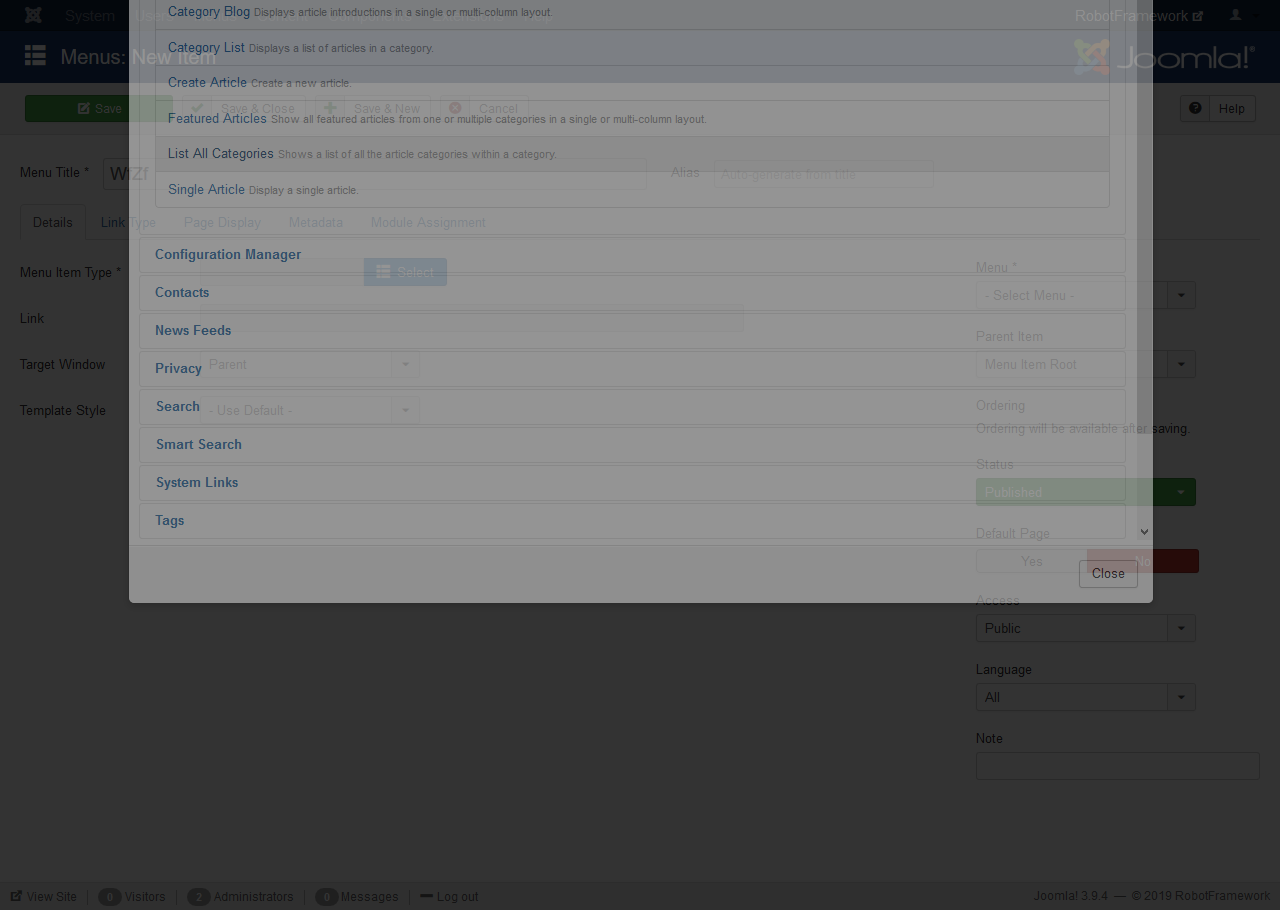 System
Category Blog Displays article introductions in a single or multi-column layout.
RobotFramework
Menus: New Item
Category List Displays a list of articles in a category.
Joomla!®
Create Article Create a new article.
Save
Save & Close
Save & New
Cancel
Help
Featured Articles Show all featured articles from one or multiple categories in a single or multi-column layout.
List All Categories Shows a list of all the article categories within a category.
Menu Title *
Alias
Auto-generate from title
Single Article Display a single article.
Details
Link Type
Page Display
Metadata
Module Assignment
Configuration Manager
Menu Item Type *
Select
Menu *
Contacts
- Select Menu -
Link
News Feeds
Parent Item
Target Window
Parent
Privacy
Menu Item Root
Template Style
Search
- Use Default -
Ordering
Ordering will be available after saving.
Smart Search
Status
System Links
Published
Tags
Default Page
Yes
No
Close
Access
Public
Language
All
Note
View Site
0 Visitors
2 Administrators
0 Messages
Log out
Joomla! 3.9.4 — © 2019 RobotFramework